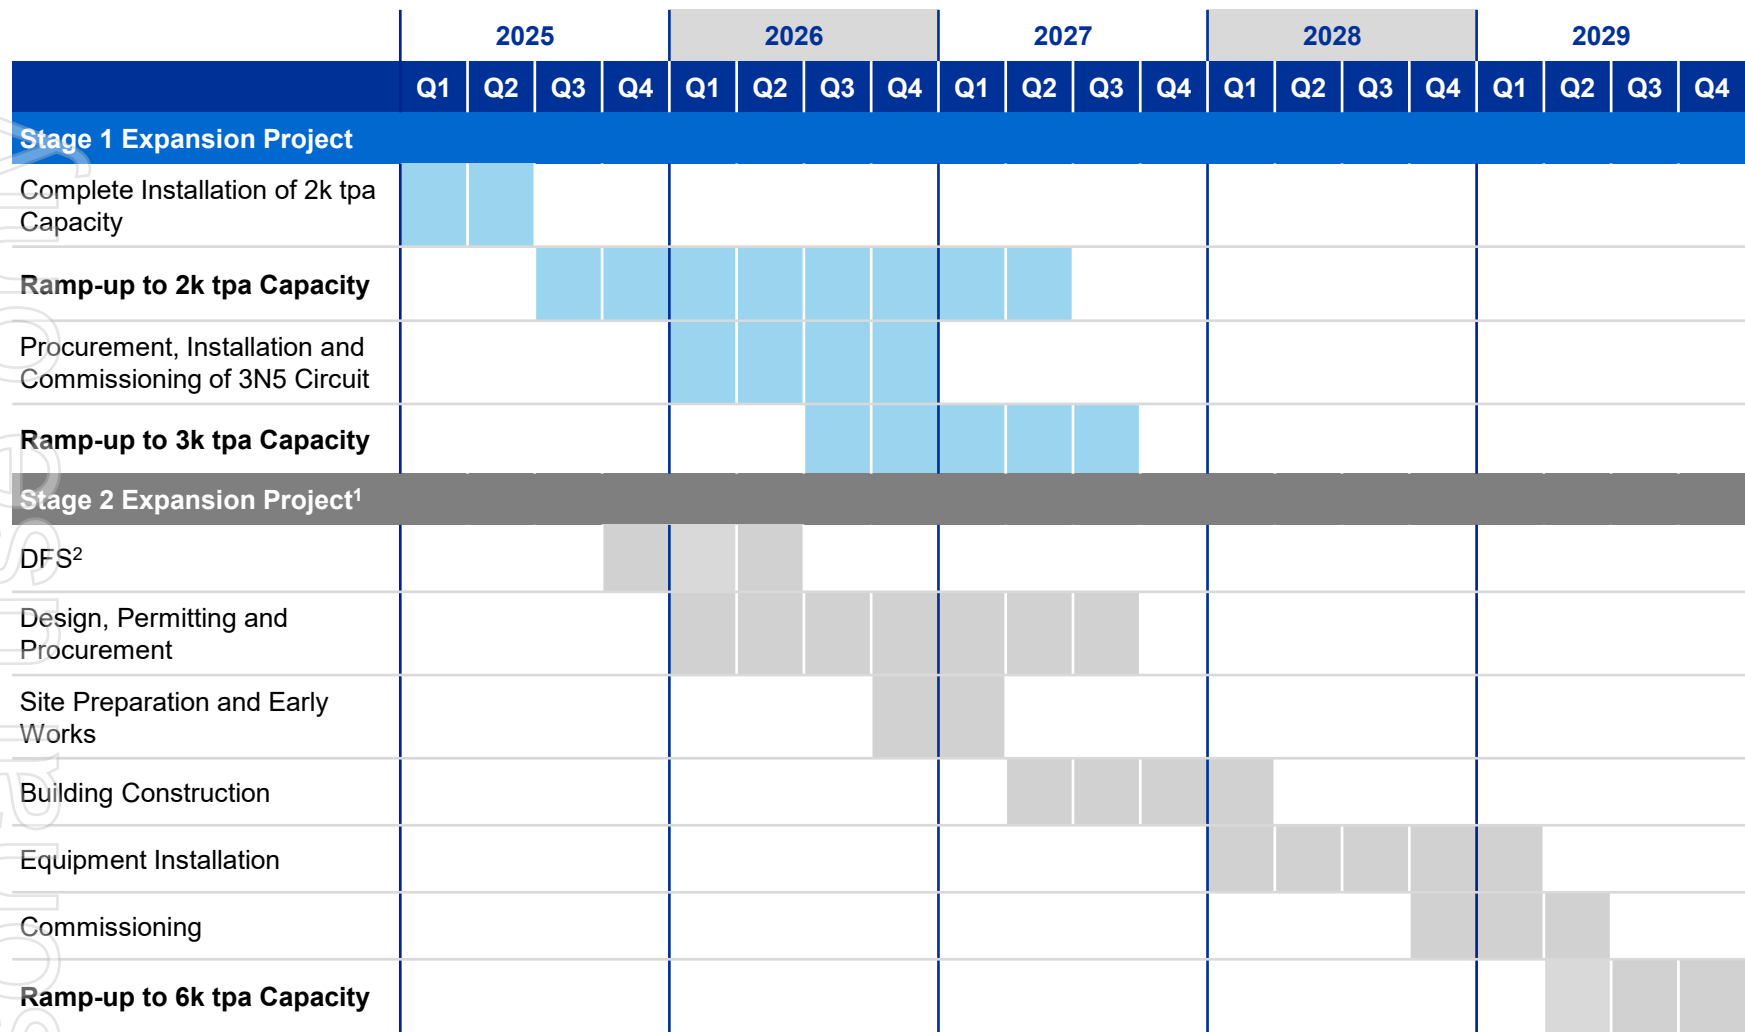 2025 2026 2027 2028 2029
Q1 Q2 Q3 Q4 Q1 Q2 Q3 Q4 Q1 Q2 Q3 Q4 Q1 Q2 Q3 Q4 Q1 Q2 Q3 Q4
Stage 1 Expansion Project
Complete Installation of 2k tpa
Capacity
Ramp-up to 2k tpa Capacity
Procurement, Installation and
Commissioning of 3N5 Circuit
Ramp-up to 3k tpa Capacity
Stage 2 Expansion Project¹
DFS²
Design, Permitting and
Procurement
Site Preparation and Early
Works
Building Construction
Equipment Installation
Commissioning
Ramp-up to 6k tpa Capacity